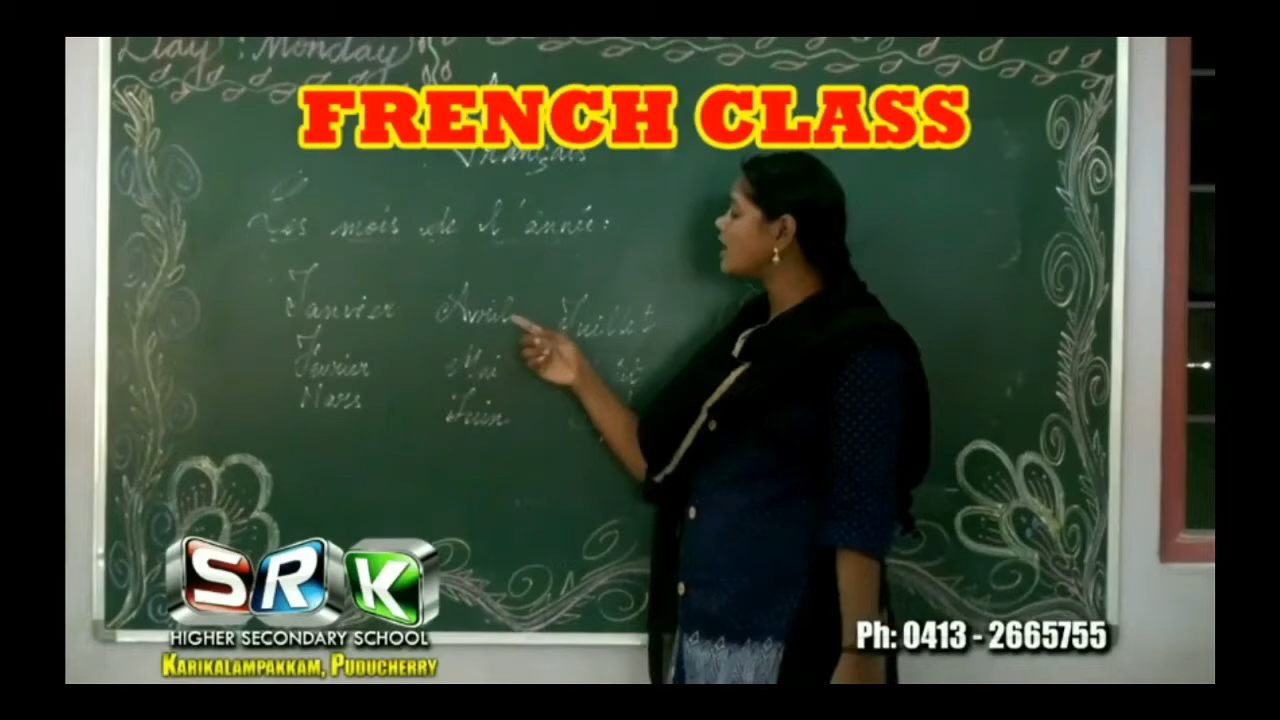 Day : Monday
FRENCH CLASS
Français
Les mois de l'année:
Janvier Avril Juillet
Février Mai
Mars Juin
SRK
HIGHER SECONDARY SCHOOL
KARIKALAMPAKKAM, PUDUCHERRY
Ph: 0413 - 2665755